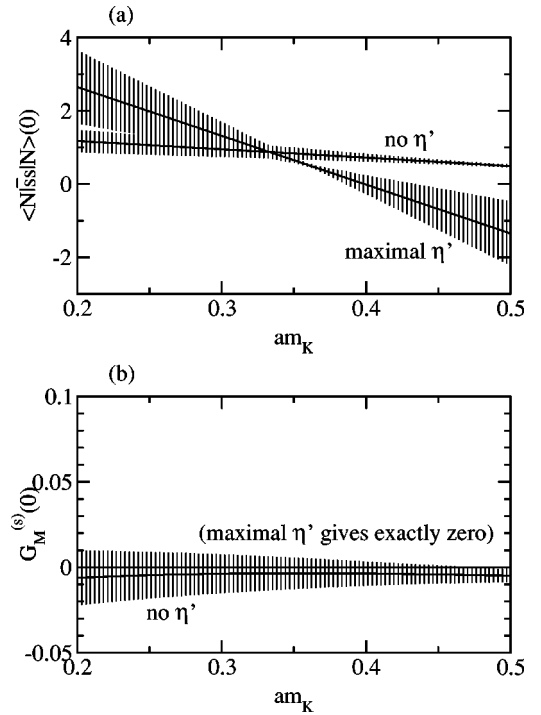 (a)
4
2
0
-2
<N|s̄s|N>(0)
no η'
maximal η'
0.2 0.3 0.4 0.5
am_K
(b)
0.1
0.05
0
-0.05
G_M^(s)(0)
(maximal η' gives exactly zero)
no η'
0.2 0.3 0.4 0.5
am_K